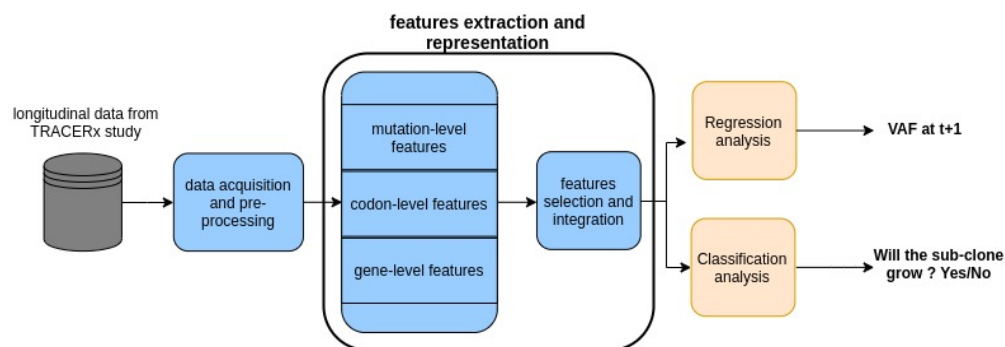 features extraction and
representation
longitudinal data from
TRACERx study
data acquisition
and pre-
processing
mutation-level
features
codon-level features
gene-level features
features
selection and
integration
Regression
analysis
VAF at t+1
Classification
analysis
Will the sub-clone
grow ? Yes/No